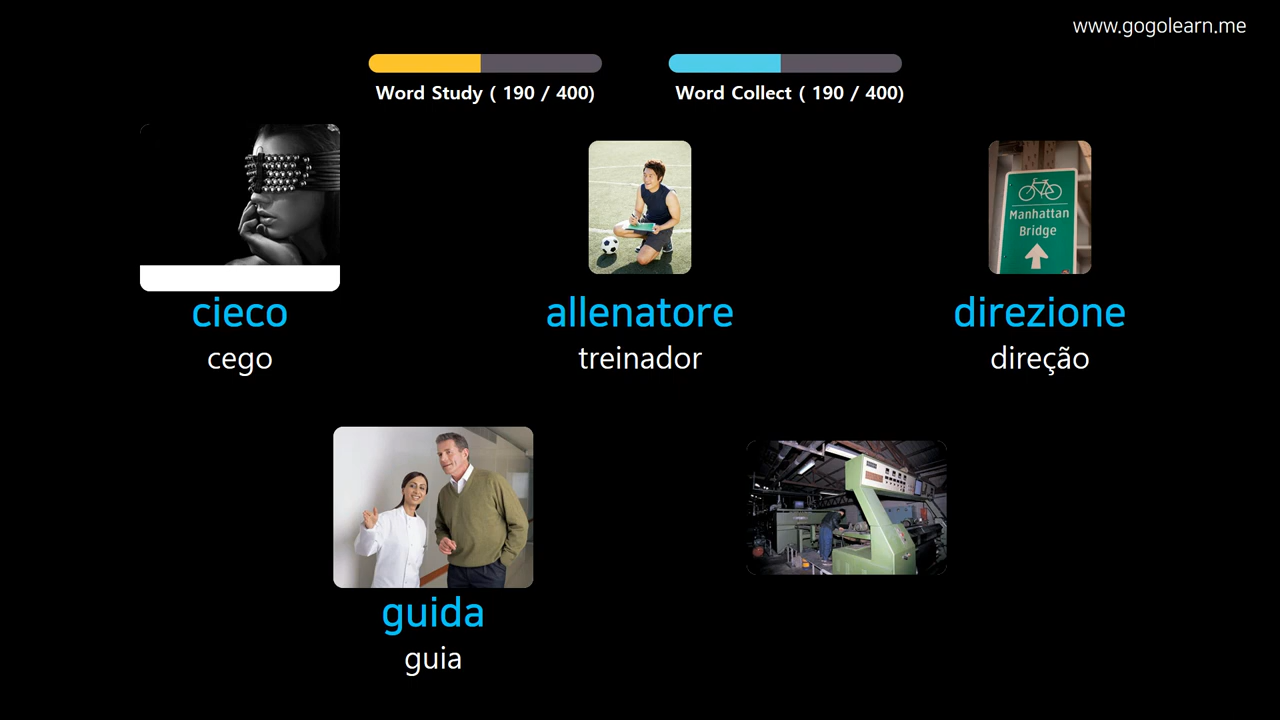 www.gogolearn.me
Word Study ( 190 / 400)
Word Collect ( 190 / 400)
Manhattan
Bridge
cieco
allenatore
direzione
cego
treinador
direção
guida
guia